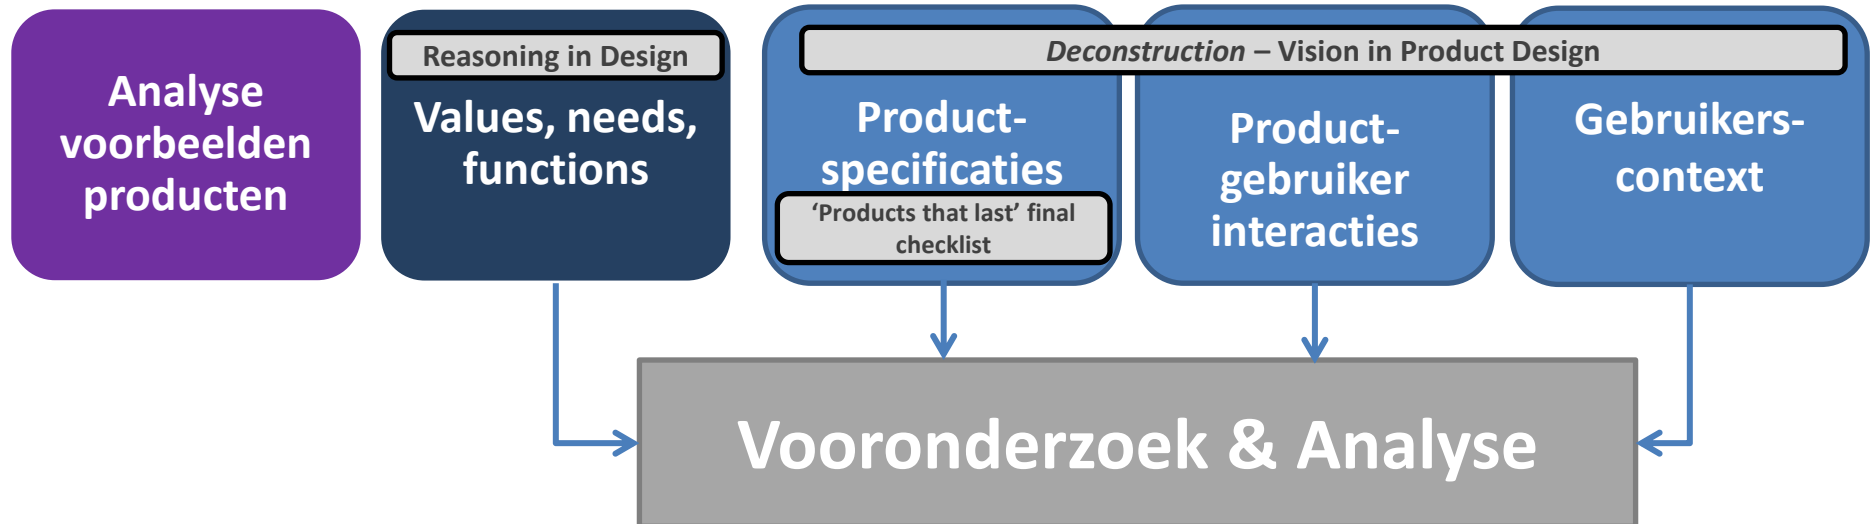 Analyse
voorbeelden
producten
Reasoning in Design
Values, needs,
functions
Deconstruction – Vision in Product Design
Product-
specificaties
‘Products that last’ final
checklist
Product-
gebruiker
interacties
Gebruikers-
context
Vooronderzoek & Analyse